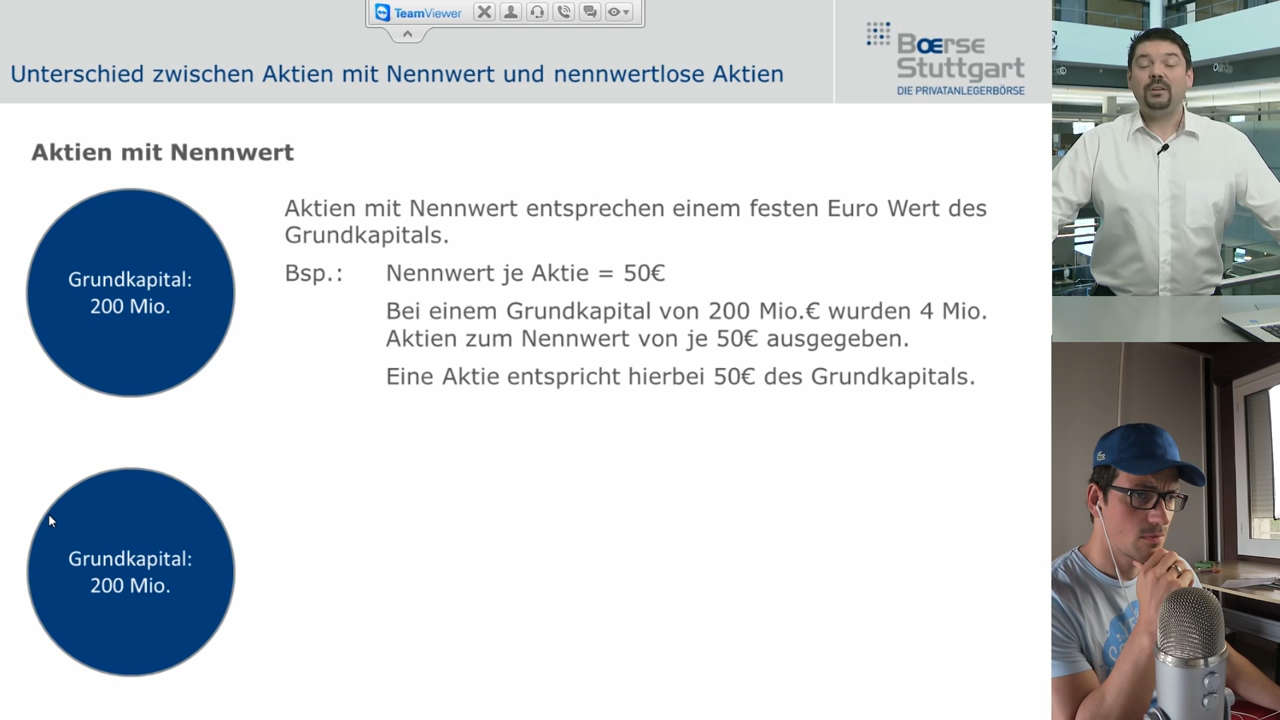 TeamViewer
Unterschied zwischen Aktien mit Nennwert und nennwertlose Aktien
Bœrse
Stuttgart
DIE PRIVATANLEGERBÖRSE
Aktien mit Nennwert
Grundkapital:
200 Mio.
Aktien mit Nennwert entsprechen einem festen Euro Wert des
Grundkapitals.
Bsp.: Nennwert je Aktie = 50€
Bei einem Grundkapital von 200 Mio.€ wurden 4 Mio.
Aktien zum Nennwert von je 50€ ausgegeben.
Eine Aktie entspricht hierbei 50€ des Grundkapitals.
Grundkapital:
200 Mio.